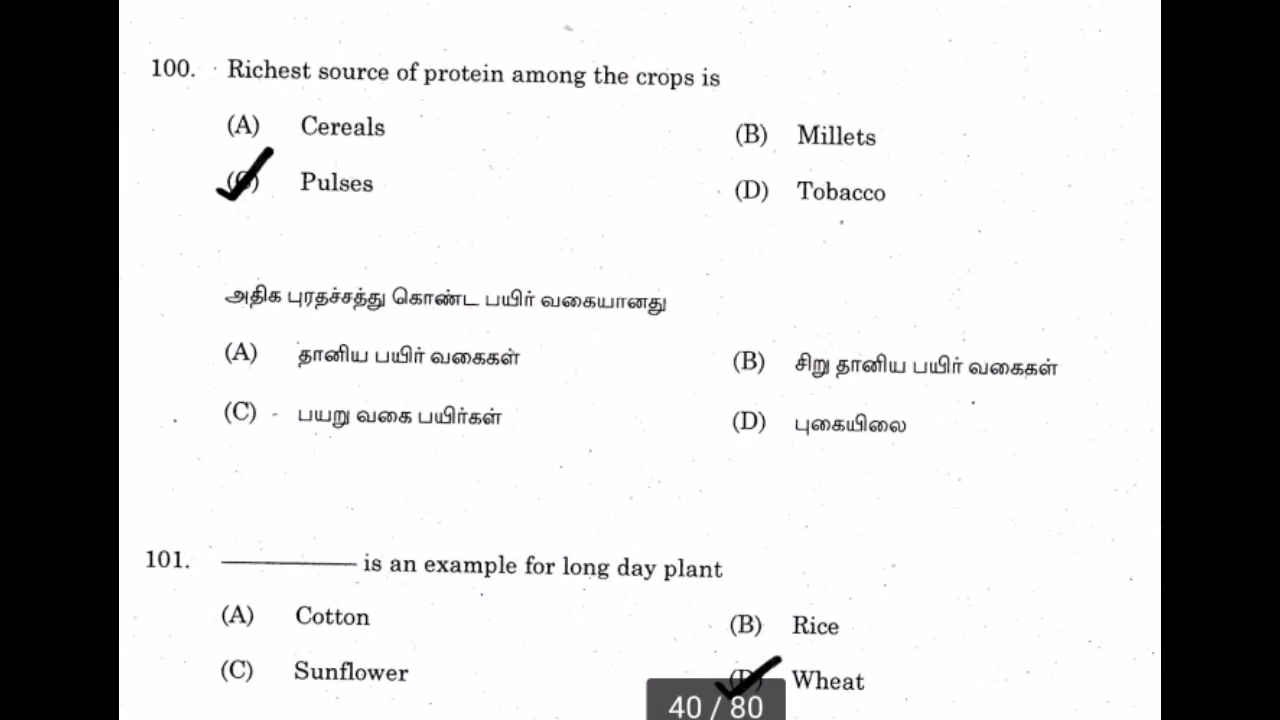 100. Richest source of protein among the crops is
(A) Cereals (B) Millets
(C) Pulses (D) Tobacco
அதிக புரதச்சத்து கொண்ட பயிர் வகையானது
(A) தானிய பயிர் வகைகள் (B) சிறு தானிய பயிர் வகைகள்
(C) பயறு வகை பயிர்கள் (D) புகையிலை
101. ———— is an example for long day plant
(A) Cotton (B) Rice
(C) Sunflower (D) Wheat
40 / 80